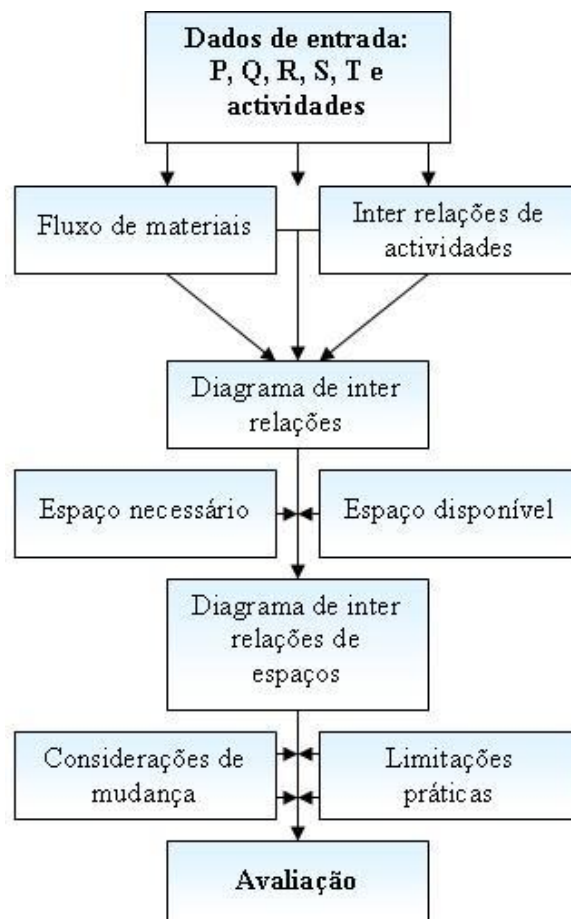 Dados de entrada:
P, Q, R, S, T e
actividades
Fluxo de materiais
Inter relações de
actividades
Diagrama de inter
relações
Espaço necessário
Espaço disponível
Diagrama de inter
relações de
espaços
Considerações de
mudança
Limitações
práticas
Avaliação